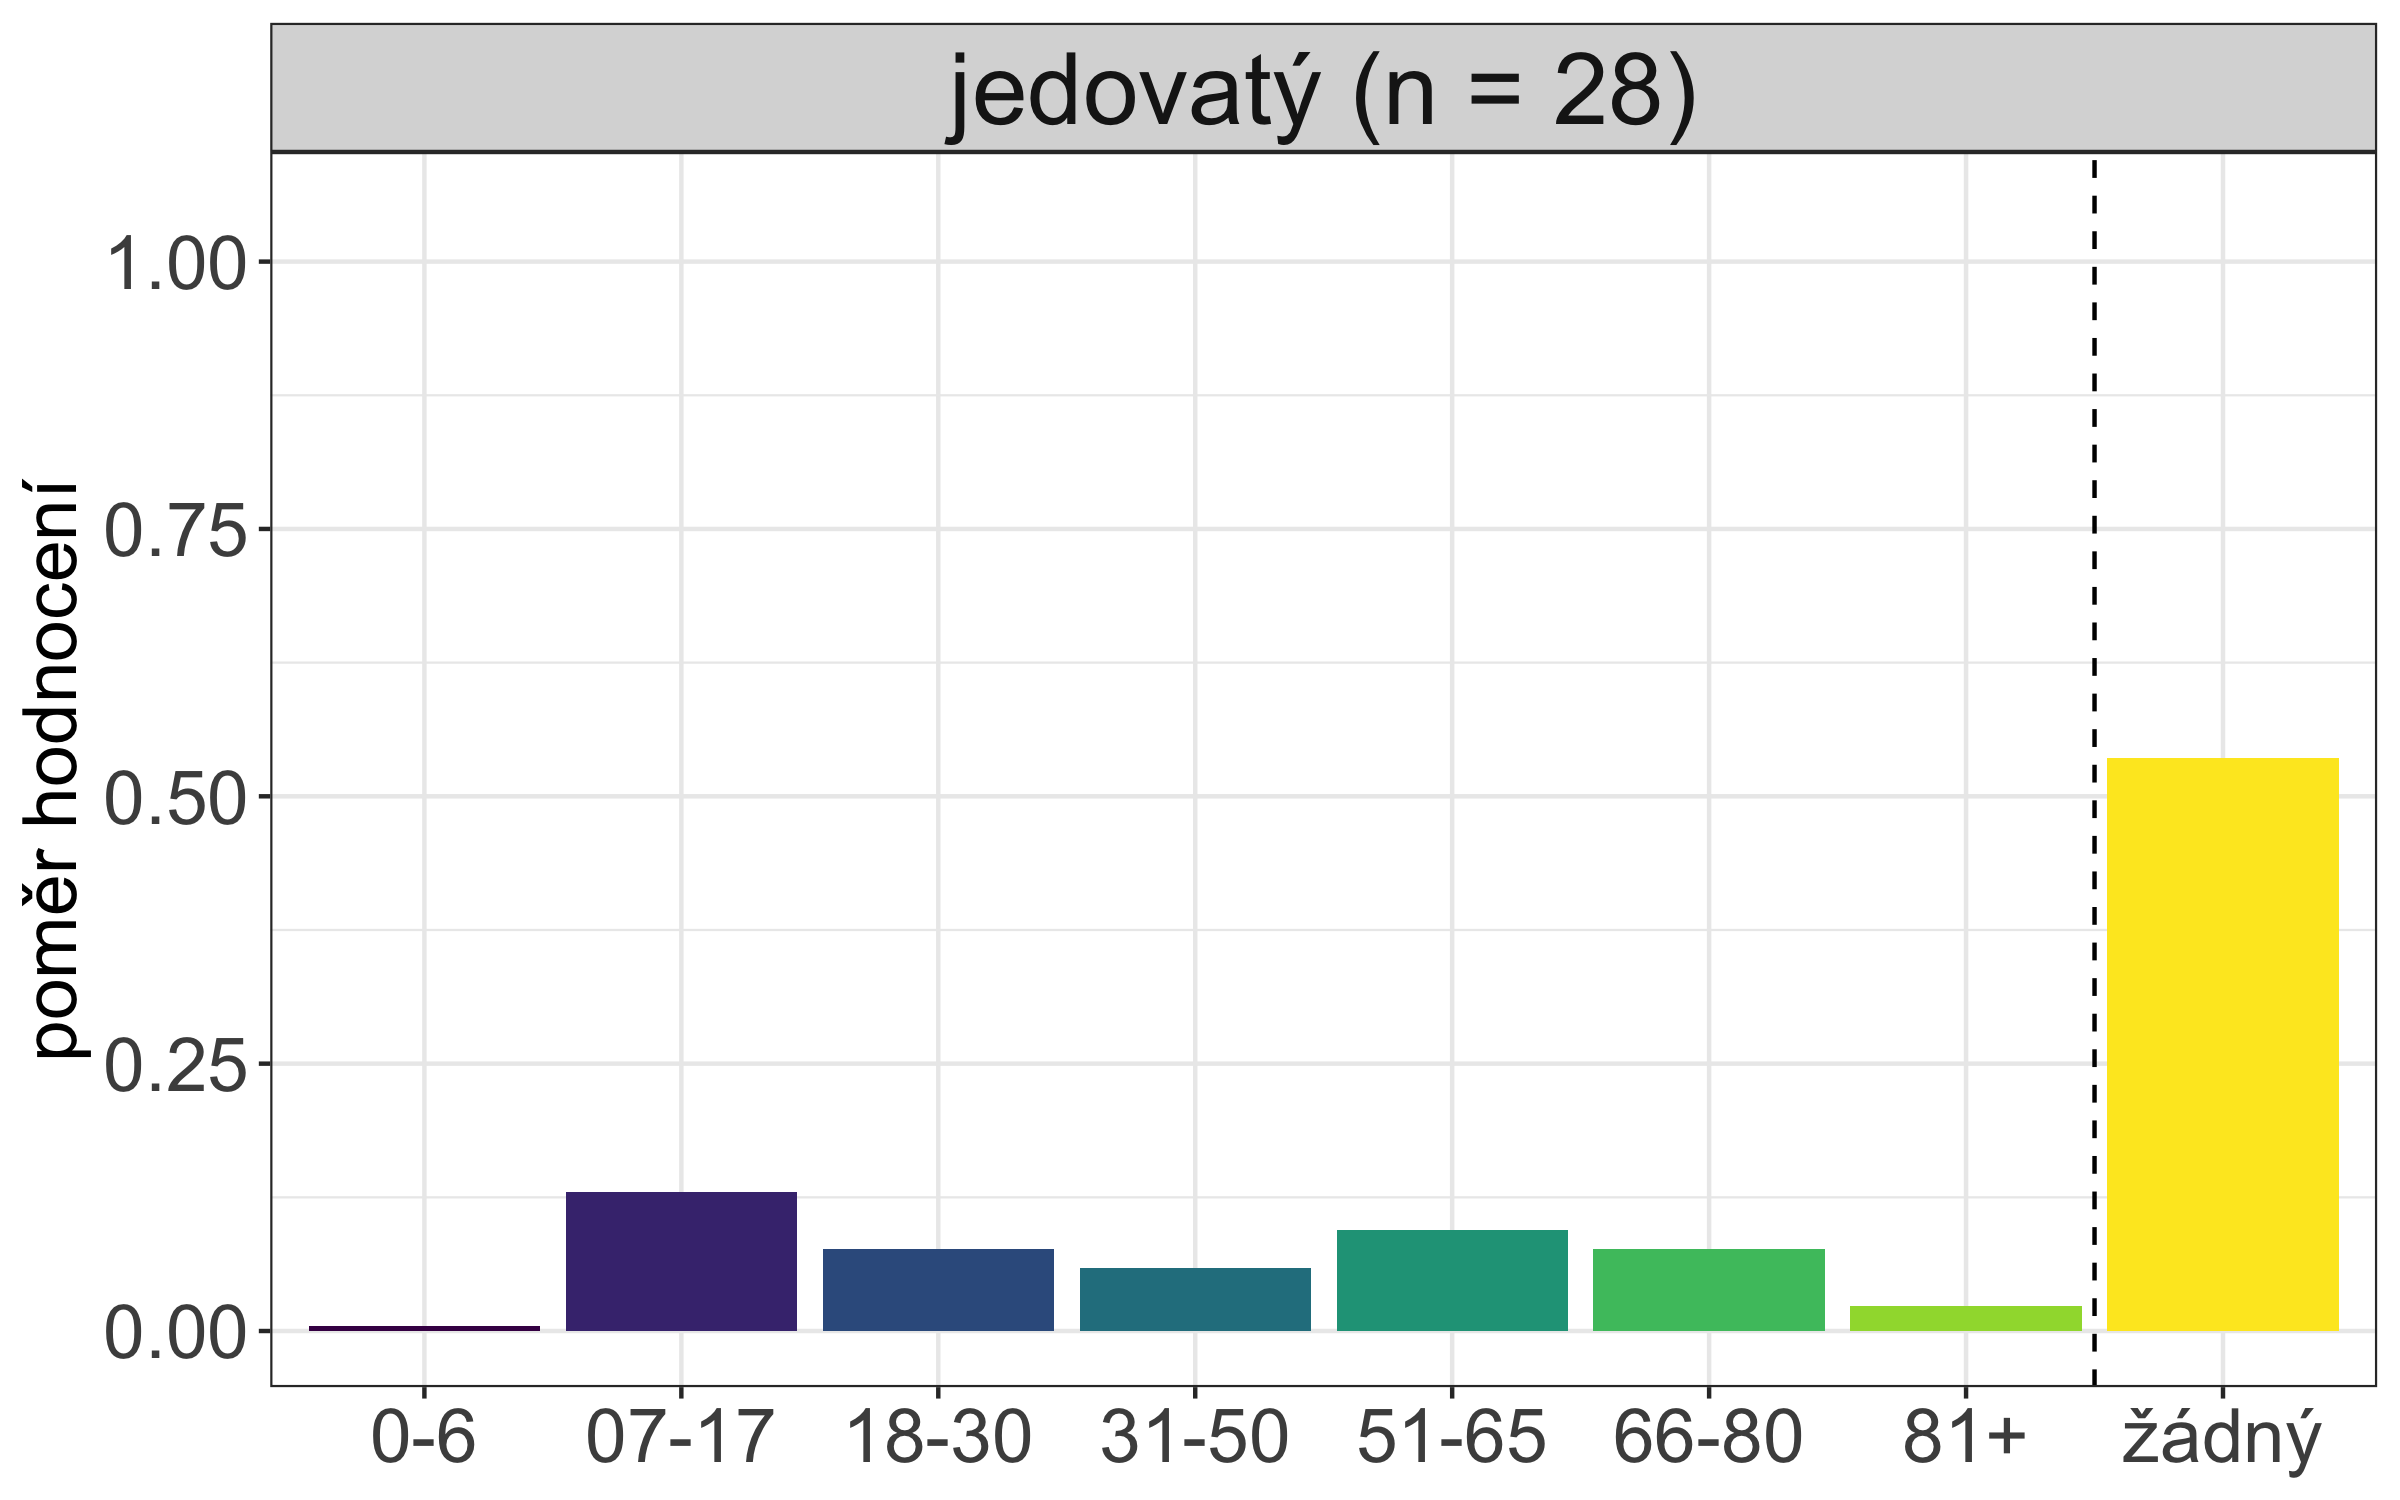 jedovatý (n = 28)
poměr hodnocení
1.00
0.75
0.50
0.25
0.00
0-6 07-17 18-30 31-50 51-65 66-80 81+ žádný